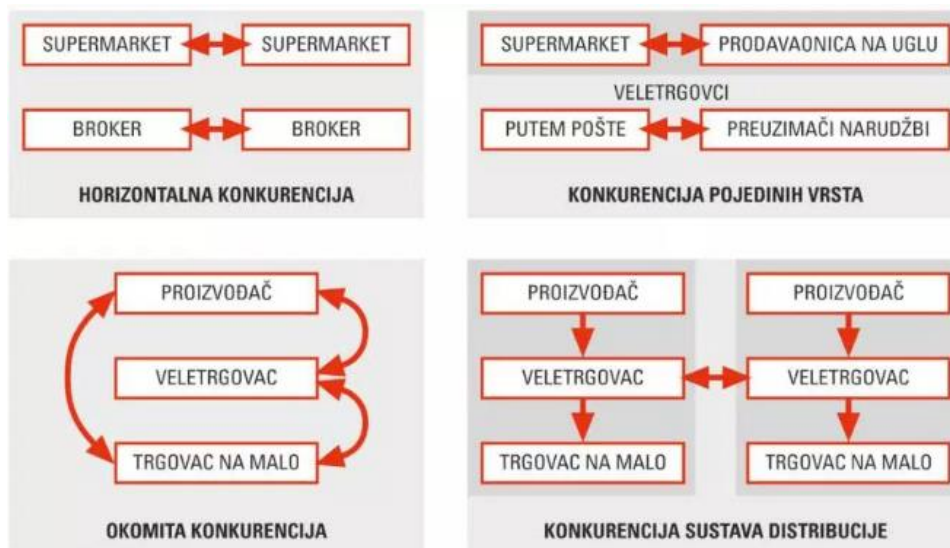 SUPERMARKET SUPERMARKET
BROKER BROKER
HORIZONTALNA KONKURENCIJA
SUPERMARKET PRODAVAONICA NA UGLU
VELETRGOVCI
PUTEM POŠTE PREUZIMAČI NARUDŽBI
KONKURENCIJA POJEDINIH VRSTA
PROIZVOĐAČ
VELETRGOVAC
TRGOVAC NA MALO
OKOMITA KONKURENCIJA
PROIZVOĐAČ PROIZVOĐAČ
VELETRGOVAC VELETRGOVAC
TRGOVAC NA MALO TRGOVAC NA MALO
KONKURENCIJA SUSTAVA DISTRIBUCIJE